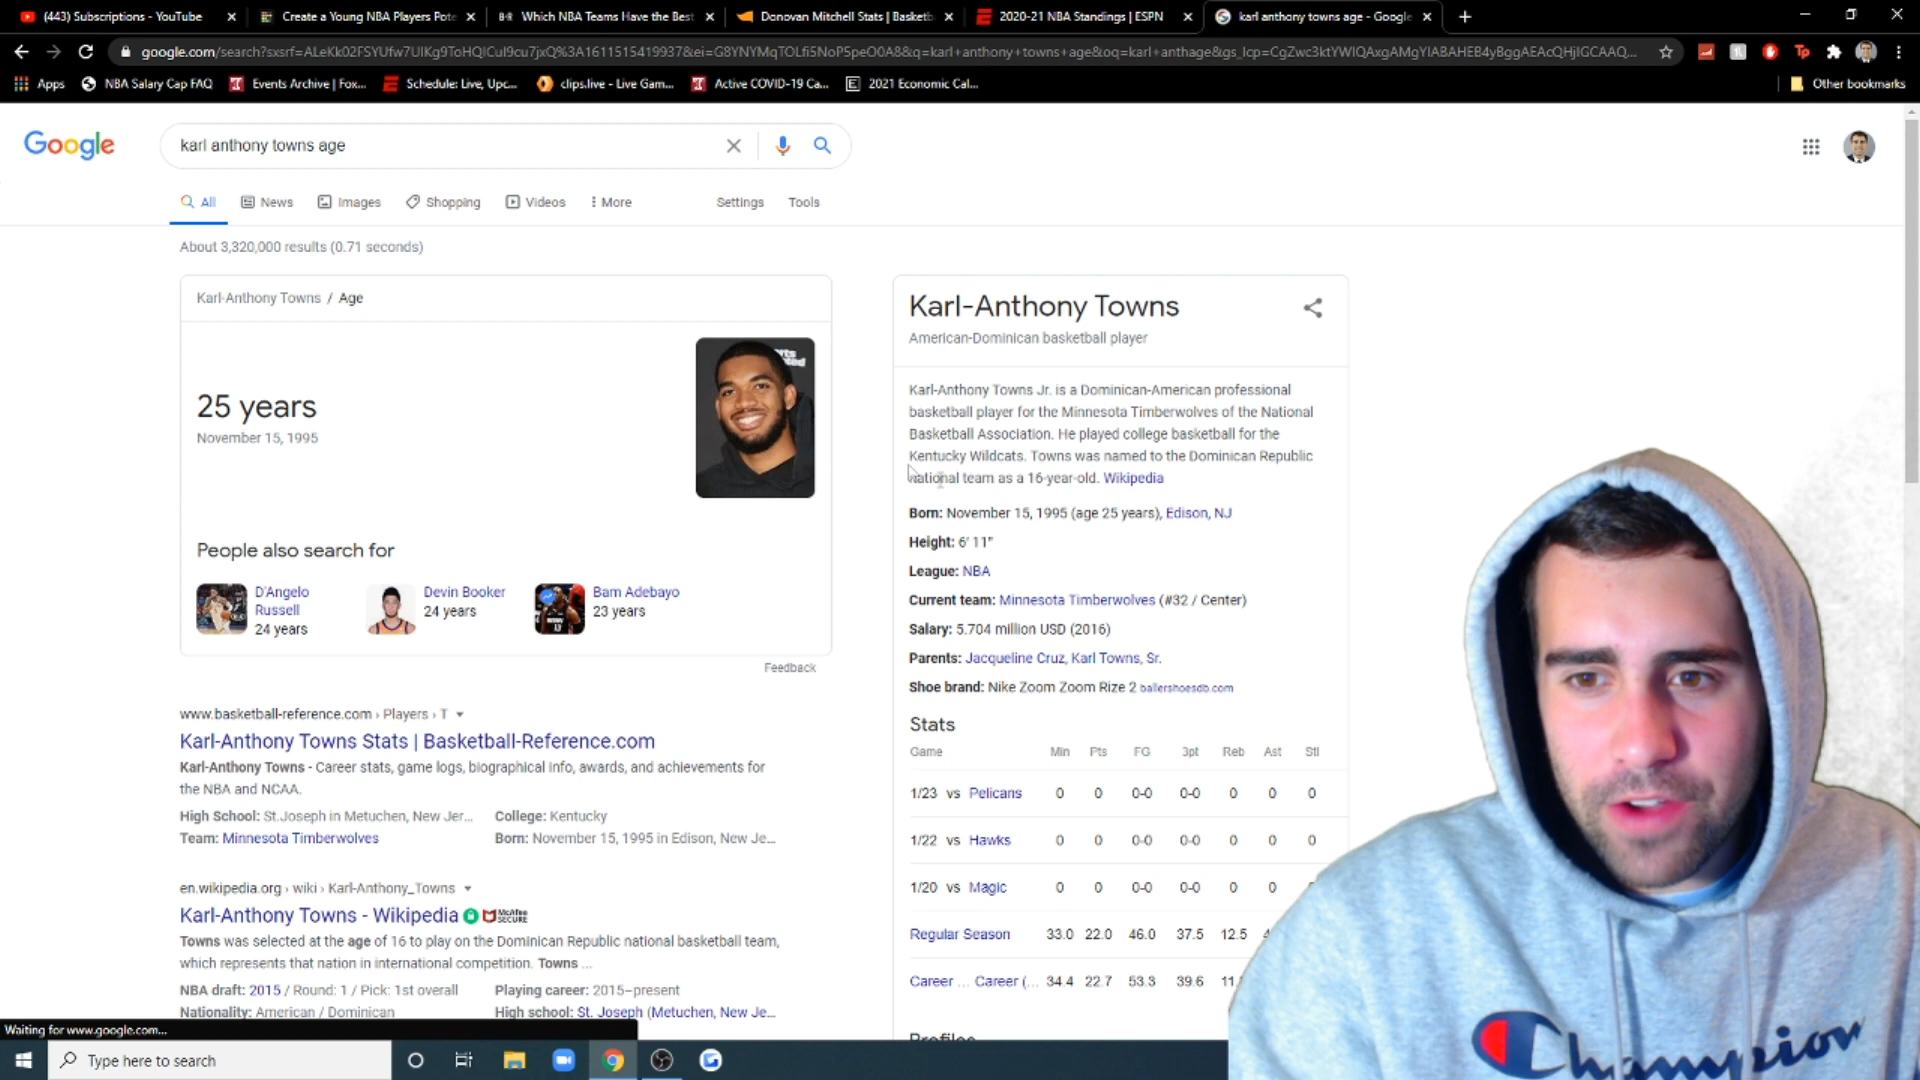 (443) Subscriptions - YouTube
Create a Young NBA Players Pote
Which NBA Teams Have the Best
Donovan Mitchell Stats | Basketb
2020-21 NBA Standings | ESPN
karl anthony towns age - Google
Apps
NBA Salary Cap FAQ
Events Archive | Fox...
Schedule: Live, Upc...
clips.live - Live Gam...
Active COVID-19 Ca...
2021 Economic Cal...
Other bookmarks
Google
karl anthony towns age
All
News
Images
Shopping
Videos
More
Settings
Tools
About 3,320,000 results (0.71 seconds)
Karl-Anthony Towns / Age
25 years
November 15, 1995
People also search for
D'Angelo
Russell
24 years
Devin Booker
24 years
Bam Adebayo
23 years
Feedback
www.basketball-reference.com › Players › T
Karl-Anthony Towns Stats | Basketball-Reference.com
Karl-Anthony Towns - Career stats, game logs, biographical info, awards, and achievements for
the NBA and NCAA.
High School: St.Joseph in Metuchen, New Jer...
College: Kentucky
Team: Minnesota Timberwolves
Born: November 15, 1995 in Edison, New Je...
en.wikipedia.org › wiki › Karl-Anthony_Towns
Karl-Anthony Towns - Wikipedia
McAfee
SECURE
Towns was selected at the age of 16 to play on the Dominican Republic national basketball team,
which represents that nation in international competition. Towns ...
NBA draft: 2015 / Round: 1 / Pick: 1st overall
Playing career: 2015–present
Nationality: American / Dominican
High school: St. Joseph (Metuchen, New Je...
Karl-Anthony Towns
American-Dominican basketball player
Karl-Anthony Towns Jr. is a Dominican-American professional
basketball player for the Minnesota Timberwolves of the National
Basketball Association. He played college basketball for the
Kentucky Wildcats. Towns was named to the Dominican Republic
national team as a 16-year-old. Wikipedia
Born: November 15, 1995 (age 25 years), Edison, NJ
Height: 6' 11"
League: NBA
Current team: Minnesota Timberwolves (#32 / Center)
Salary: 5.704 million USD (2016)
Parents: Jacqueline Cruz, Karl Towns, Sr.
Shoe brand: Nike Zoom Zoom Rize 2 ballershoesdb.com
Stats
Game Min Pts FG 3pt Reb Ast Stl
1/23 vs Pelicans 0 0 0-0 0-0 0 0 0
1/22 vs Hawks 0 0 0-0 0-0 0 0 0
1/20 vs Magic 0 0 0-0 0-0 0 0
Regular Season 33.0 22.0 46.0 37.5 12.5
Career ... Career (... 34.4 22.7 53.3 39.6
Profiles
Waiting for www.google.com...
Type here to search
Champion